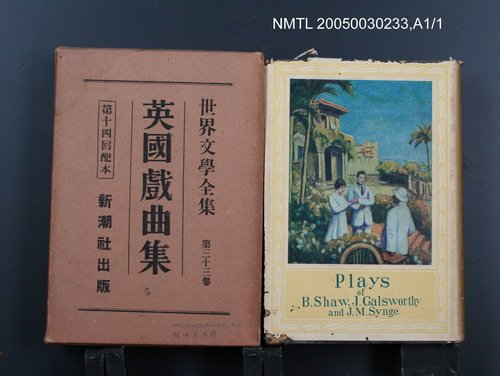 NMTL 20050030233,A1/1
世界文學全集 第三十三卷
英國戲曲集
第十四回配本
新潮社出版
Plays
of
B. Shaw, J. Galsworthy
and J. M. Synge.